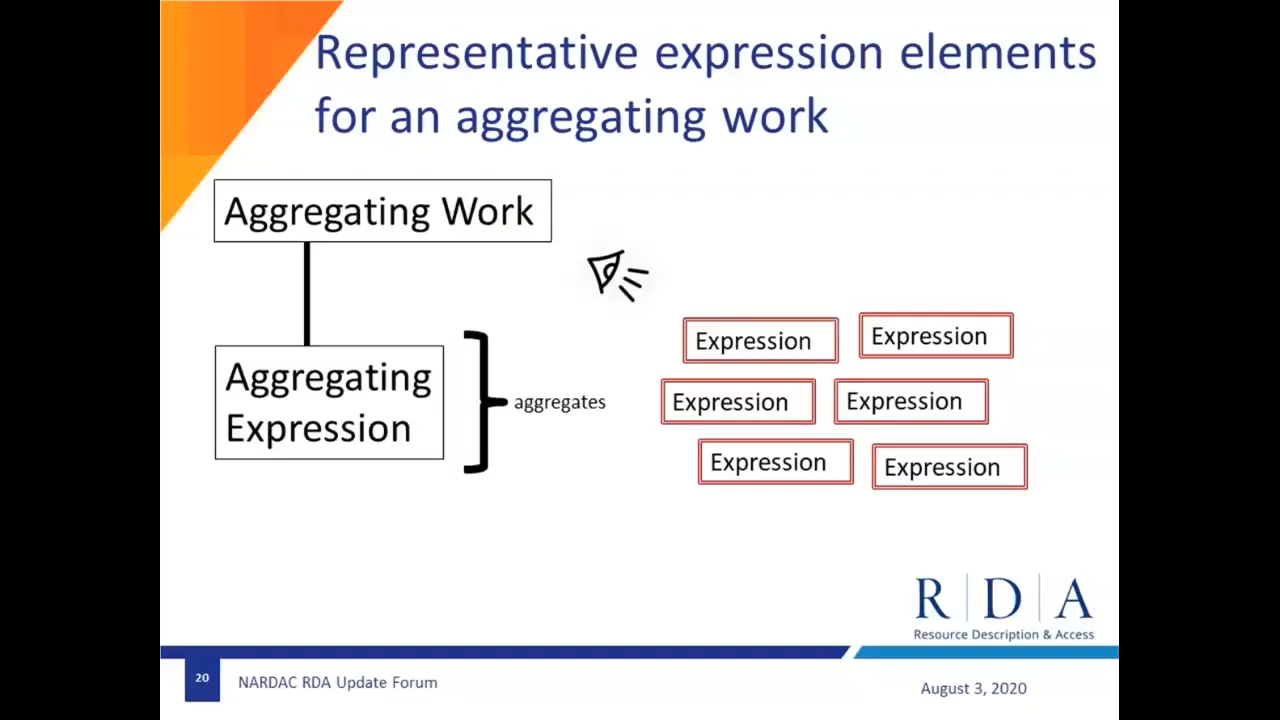 Representative expression elements
for an aggregating work
Aggregating Work
Aggregating
Expression
aggregates
Expression
Expression
Expression
Expression
Expression
Expression
R D A
Resource Description & Access
20
NARDAC RDA Update Forum
August 3, 2020